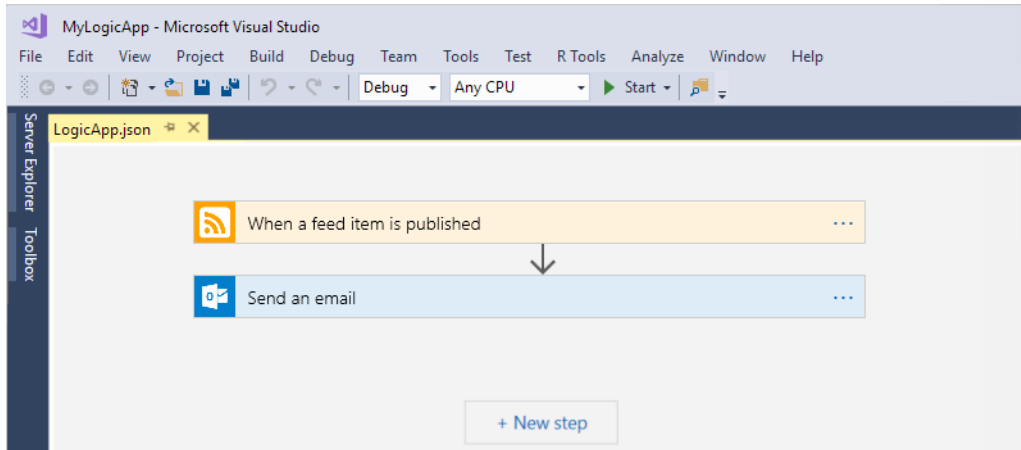 MyLogicApp - Microsoft Visual Studio
File Edit View Project Build Debug Team Tools Test R Tools Analyze Window Help
Debug Any CPU Start
Server Explorer
Toolbox
LogicApp.json
When a feed item is published ...
Send an email ...
+ New step